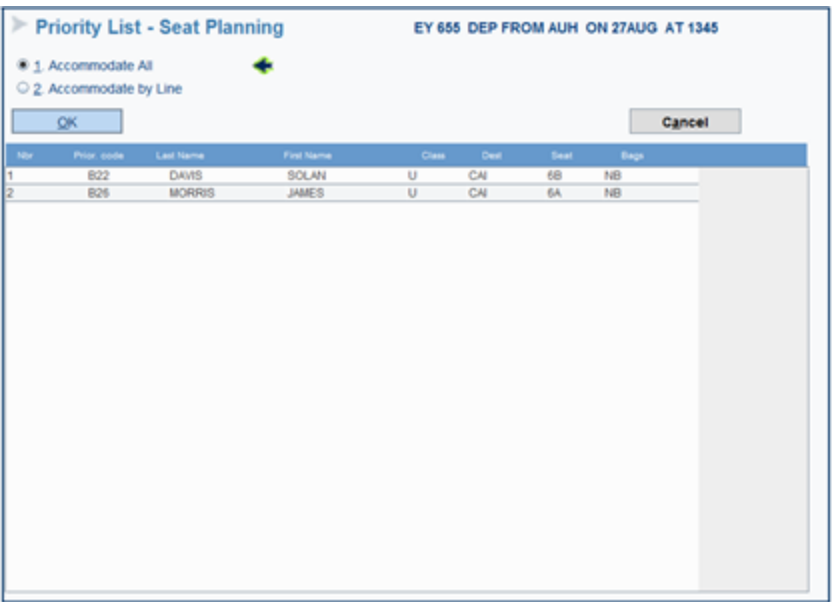 Priority List - Seat Planning EY 655 DEP FROM AUH ON 27AUG AT 1345
1. Accommodate All
2. Accommodate by Line
OK Cancel
Nbr Prior. code Last Name First Name Class Dest Seat Bags
1 B22 DAVIS SOLAN U CAI 6B NB
2 B26 MORRIS JAMES U CAI 6A NB